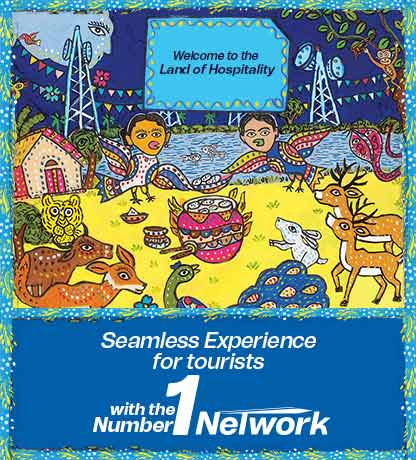 Welcome to the
Land of Hospitality
Seamless Experience
for tourists
with the
Number 1 Network